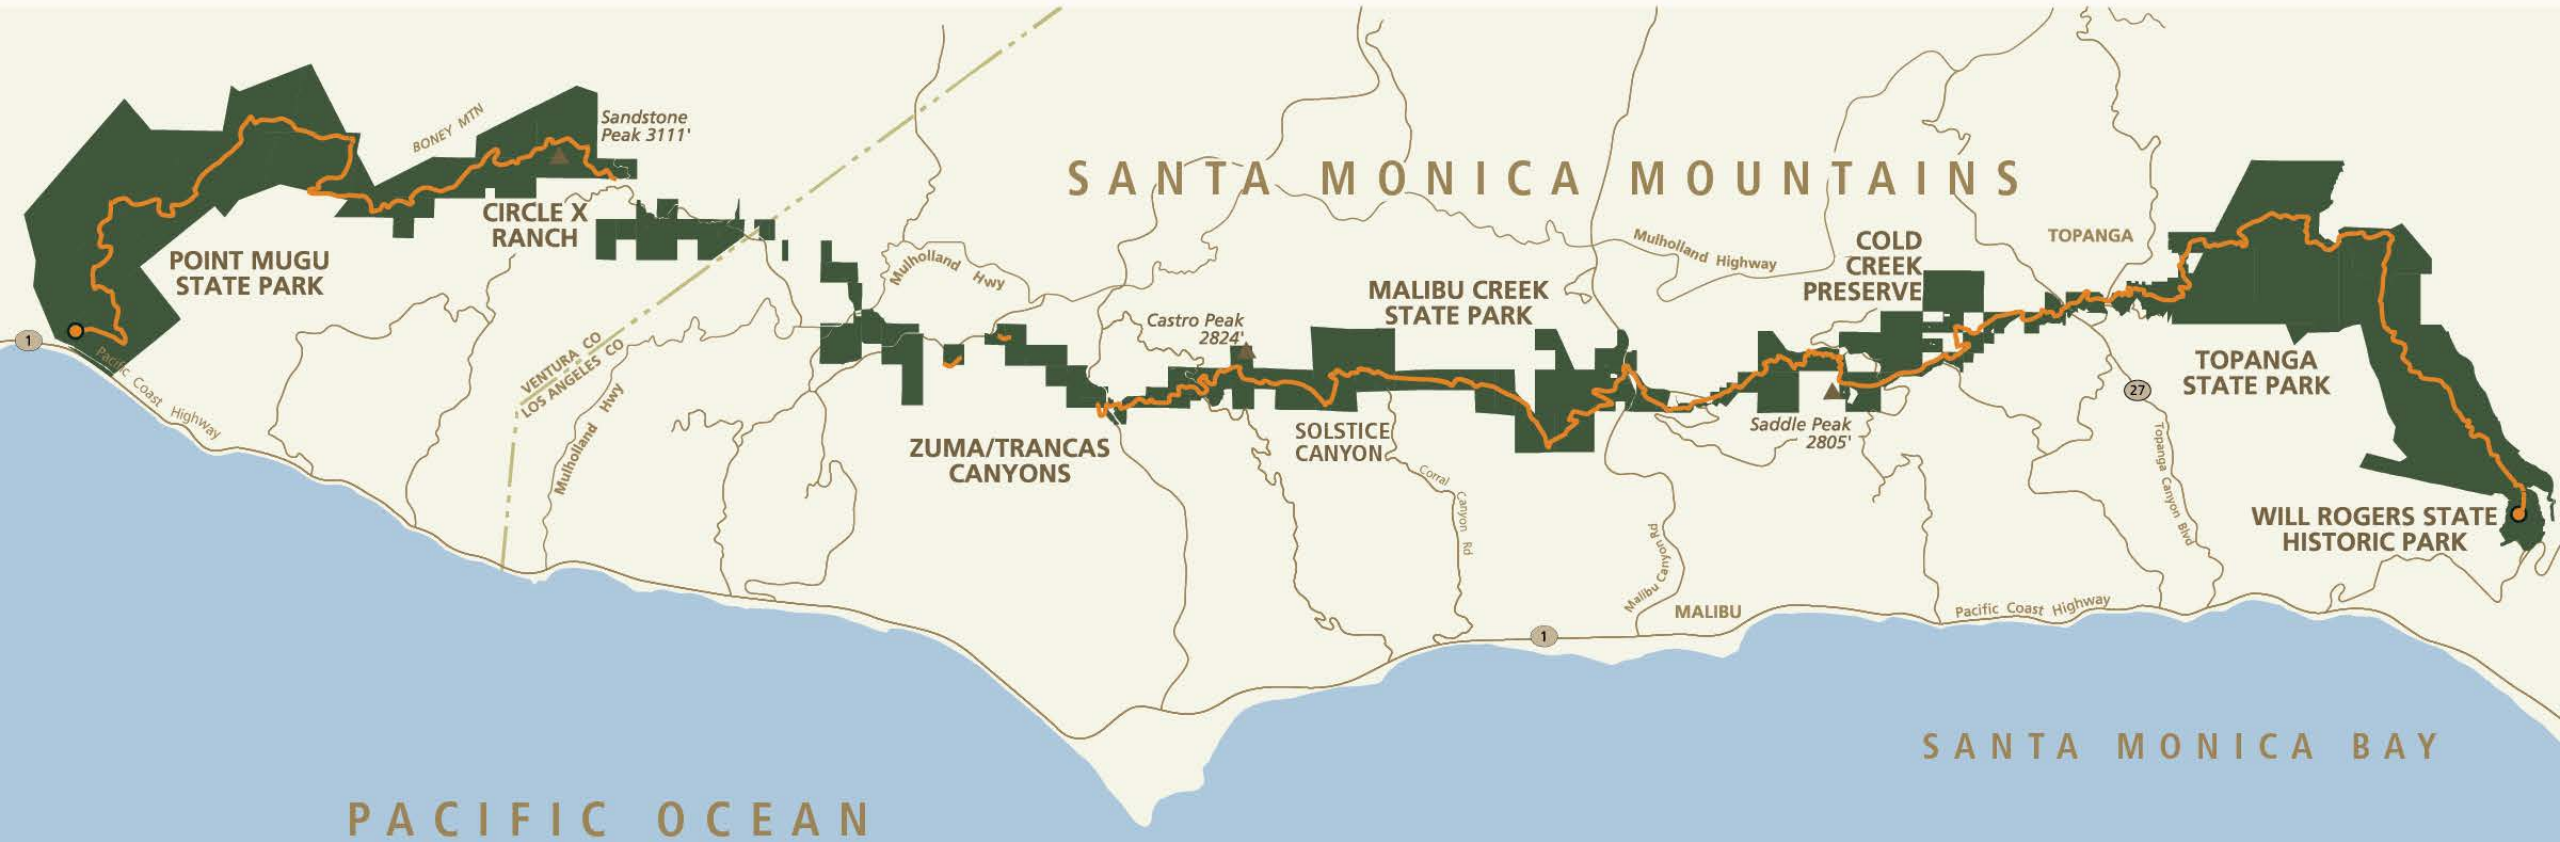 Sandstone
Peak 3111'
BONEY MTN
SANTA MONICA MOUNTAINS
CIRCLE X
RANCH
POINT MUGU
STATE PARK
1
Pacific Coast Highway
VENTURA CO
LOS ANGELES CO
Mulholland Hwy
Mulholland Hwy
Castro Peak
2824'
MALIBU CREEK
STATE PARK
Mulholland Highway
COLD
CREEK
PRESERVE
TOPANGA
ZUMA/TRANCAS
CANYONS
SOLSTICE
CANYON
Corral Canyon Rd
Saddle Peak
2805'
27
Topanga Canyon Blvd
TOPANGA
STATE PARK
WILL ROGERS STATE
HISTORIC PARK
Malibu Canyon Rd
MALIBU
1
Pacific Coast Highway
SANTA MONICA BAY
PACIFIC OCEAN